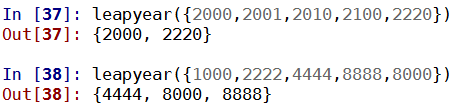 In [37]: leapyear({2000,2001,2010,2100,2220})
Out[37]: {2000, 2220}
In [38]: leapyear({1000,2222,4444,8888,8000})
Out[38]: {4444, 8000, 8888}